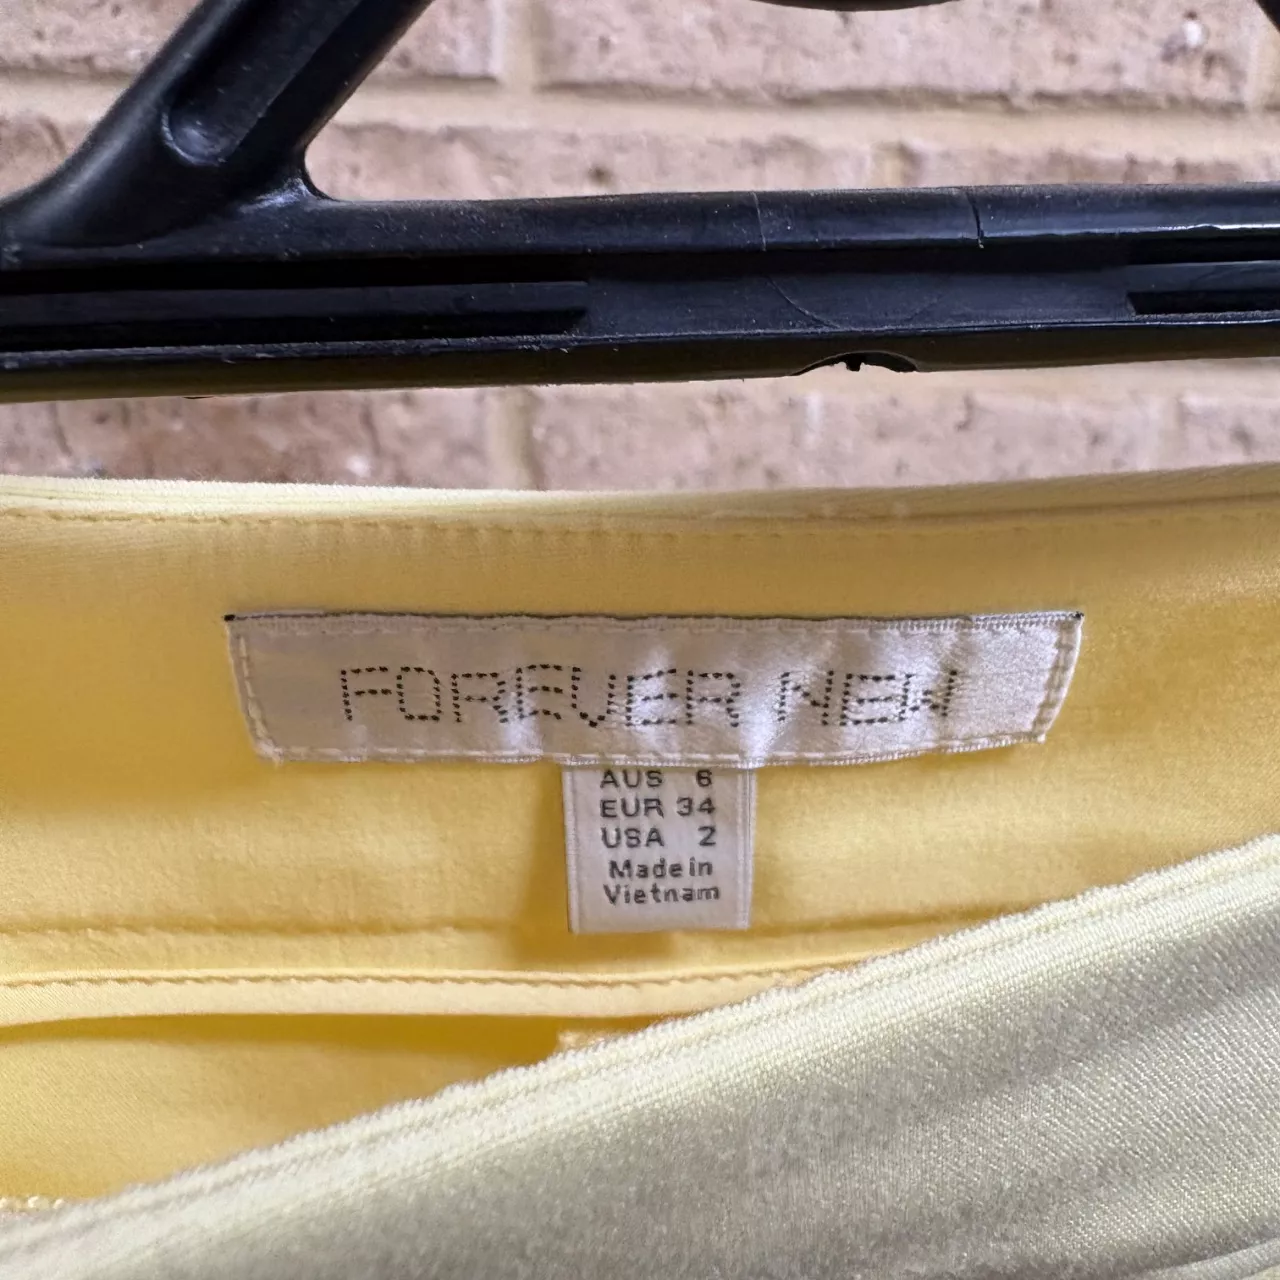 FOREVER NEW
AUS 6
EUR 34
USA 2
Made in
Vietnam